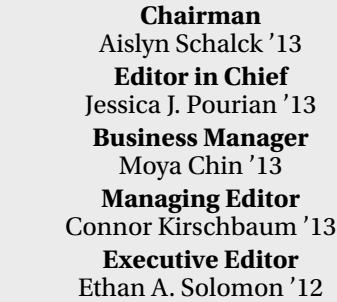 Chairman
Aislyn Schalck ’13
Editor in Chief
Jessica J. Pourian ’13
Business Manager
Moya Chin ’13
Managing Editor
Connor Kirschbaum ’13
Executive Editor
Ethan A. Solomon ’12